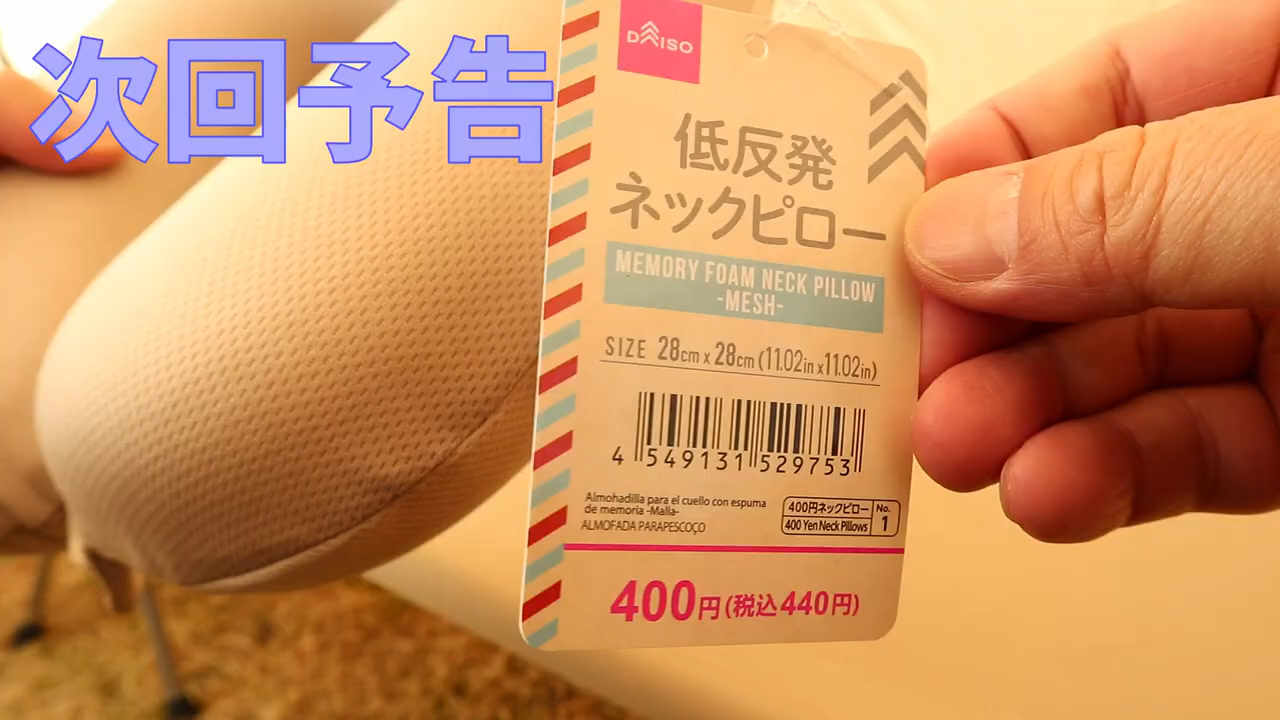 次回予告
DAISO
低反発
ネックピロー
MEMORY FOAM NECK PILLOW
-MESH-
SIZE 28cm x 28cm (11.02in x11.02in)
4 549131 529753
Almohadilla para el cuello con espuma
de memoria -Malla-
ALMOFADA PARAPESCOÇO
400円ネックピロー No.
400 Yen Neck Pillows 1
400円(税込440円)